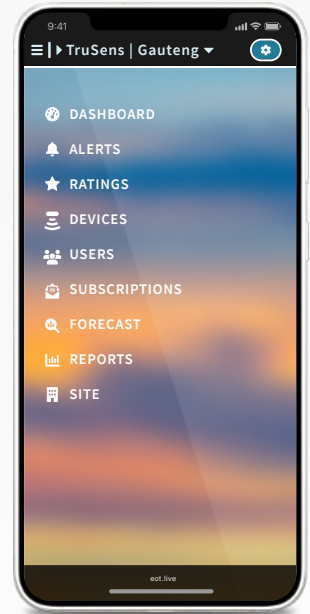 9:41
TruSens | Gauteng
DASHBOARD
ALERTS
RATINGS
DEVICES
USERS
SUBSCRIPTIONS
FORECAST
REPORTS
SITE
eot.live